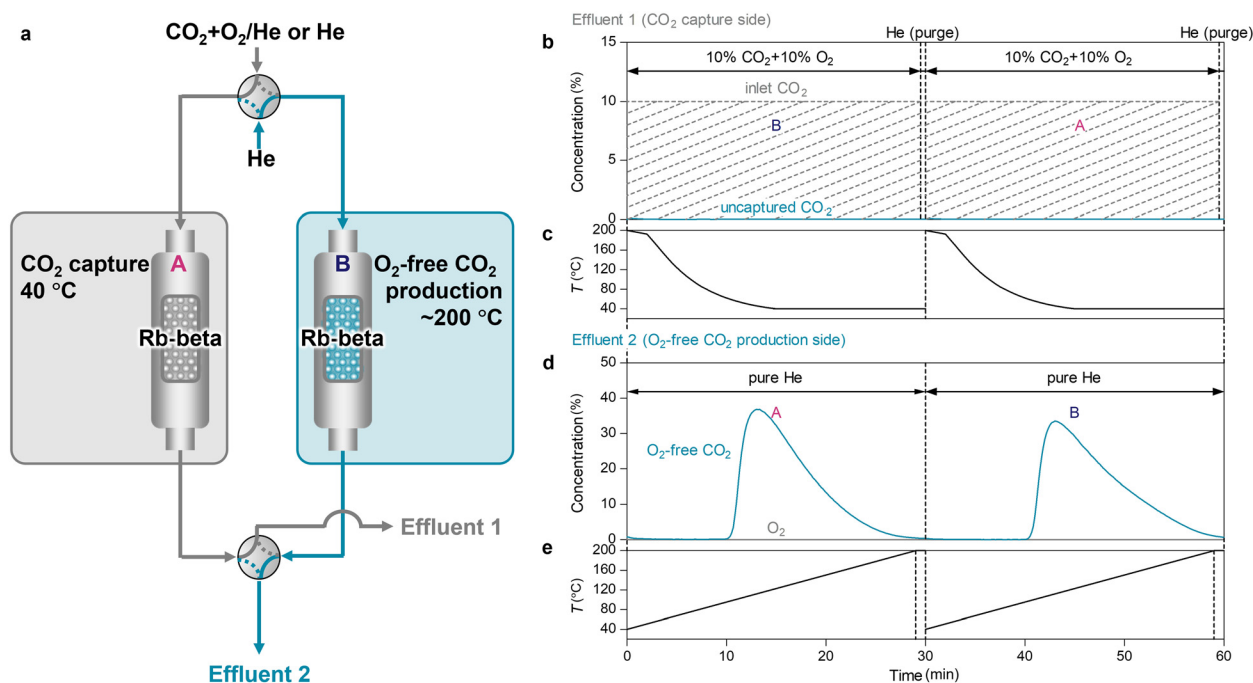 a
CO₂+O₂/He or He
He
CO₂ capture
40 °C
A
Rb-beta
B
O₂-free CO₂
production
~200 °C
Rb-beta
Effluent 1
Effluent 2
Effluent 1 (CO₂ capture side)
b
He (purge)
He (purge)
15
10
5
0
Concentration (%)
10% CO₂+10% O₂
10% CO₂+10% O₂
inlet CO₂
B
A
uncaptured CO₂
c
200
160
120
80
40
T (°C)
Effluent 2 (O₂-free CO₂ production side)
d
50
40
30
20
10
0
Concentration (%)
pure He
pure He
A
B
O₂-free CO₂
O₂
e
200
160
120
80
40
T (°C)
0
10
20
30
40
50
60
Time (min)